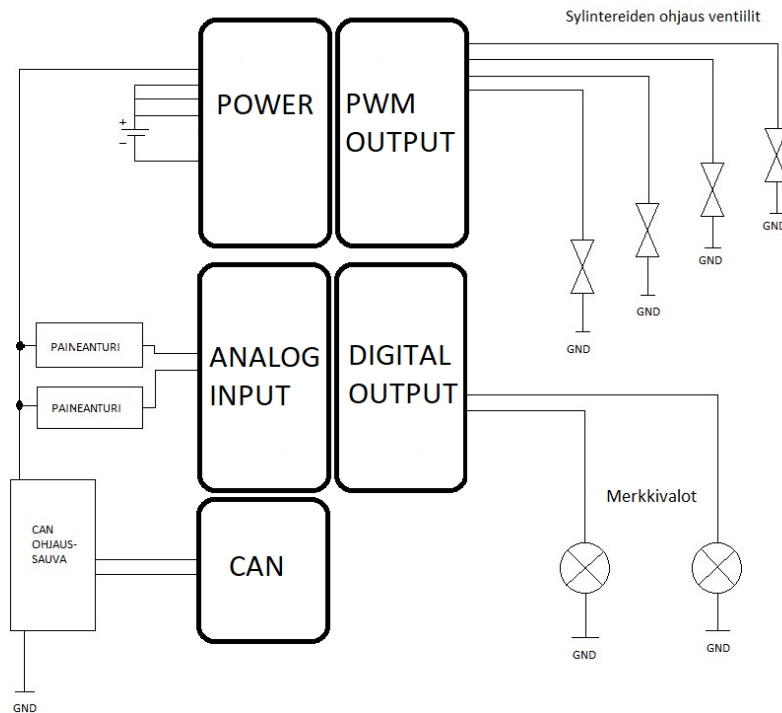 Sylintereiden ohjaus ventiilit
POWER
PWM
OUTPUT
+
−
GND
GND
GND
GND
PAINEANTURI
PAINEANTURI
ANALOG
INPUT
DIGITAL
OUTPUT
Merkkivalot
CAN
OHJAUS-
SAUVA
CAN
GND
GND
GND